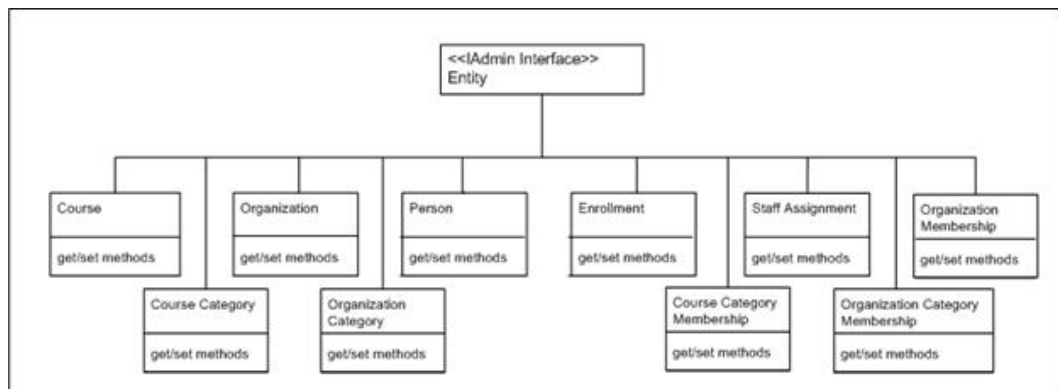 <<IAdmin Interface>>
Entity
Course
get/set methods
Organization
get/set methods
Person
get/set methods
Enrollment
get/set methods
Staff Assignment
get/set methods
Organization
Membership
get/set methods
Course Category
get/set methods
Organization
Category
get/set methods
Course Category
Membership
get/set methods
Organization Category
Membership
get/set methods